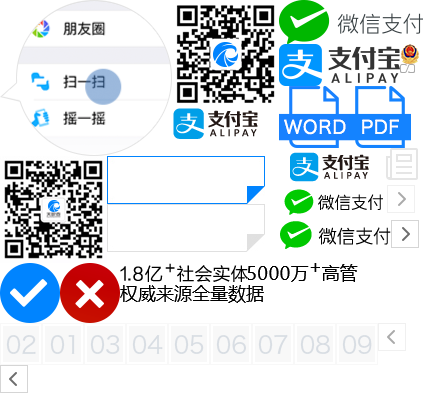 朋友圈
扫一扫
摇一摇
微信支付
支付宝
ALIPAY
支付宝
ALIPAY
WORD
PDF
支付宝
ALIPAY
微信支付
微信支付
1.8亿+社会实体5000万+高管
权威来源全量数据
02 01 03 04 05 06 07 08 09